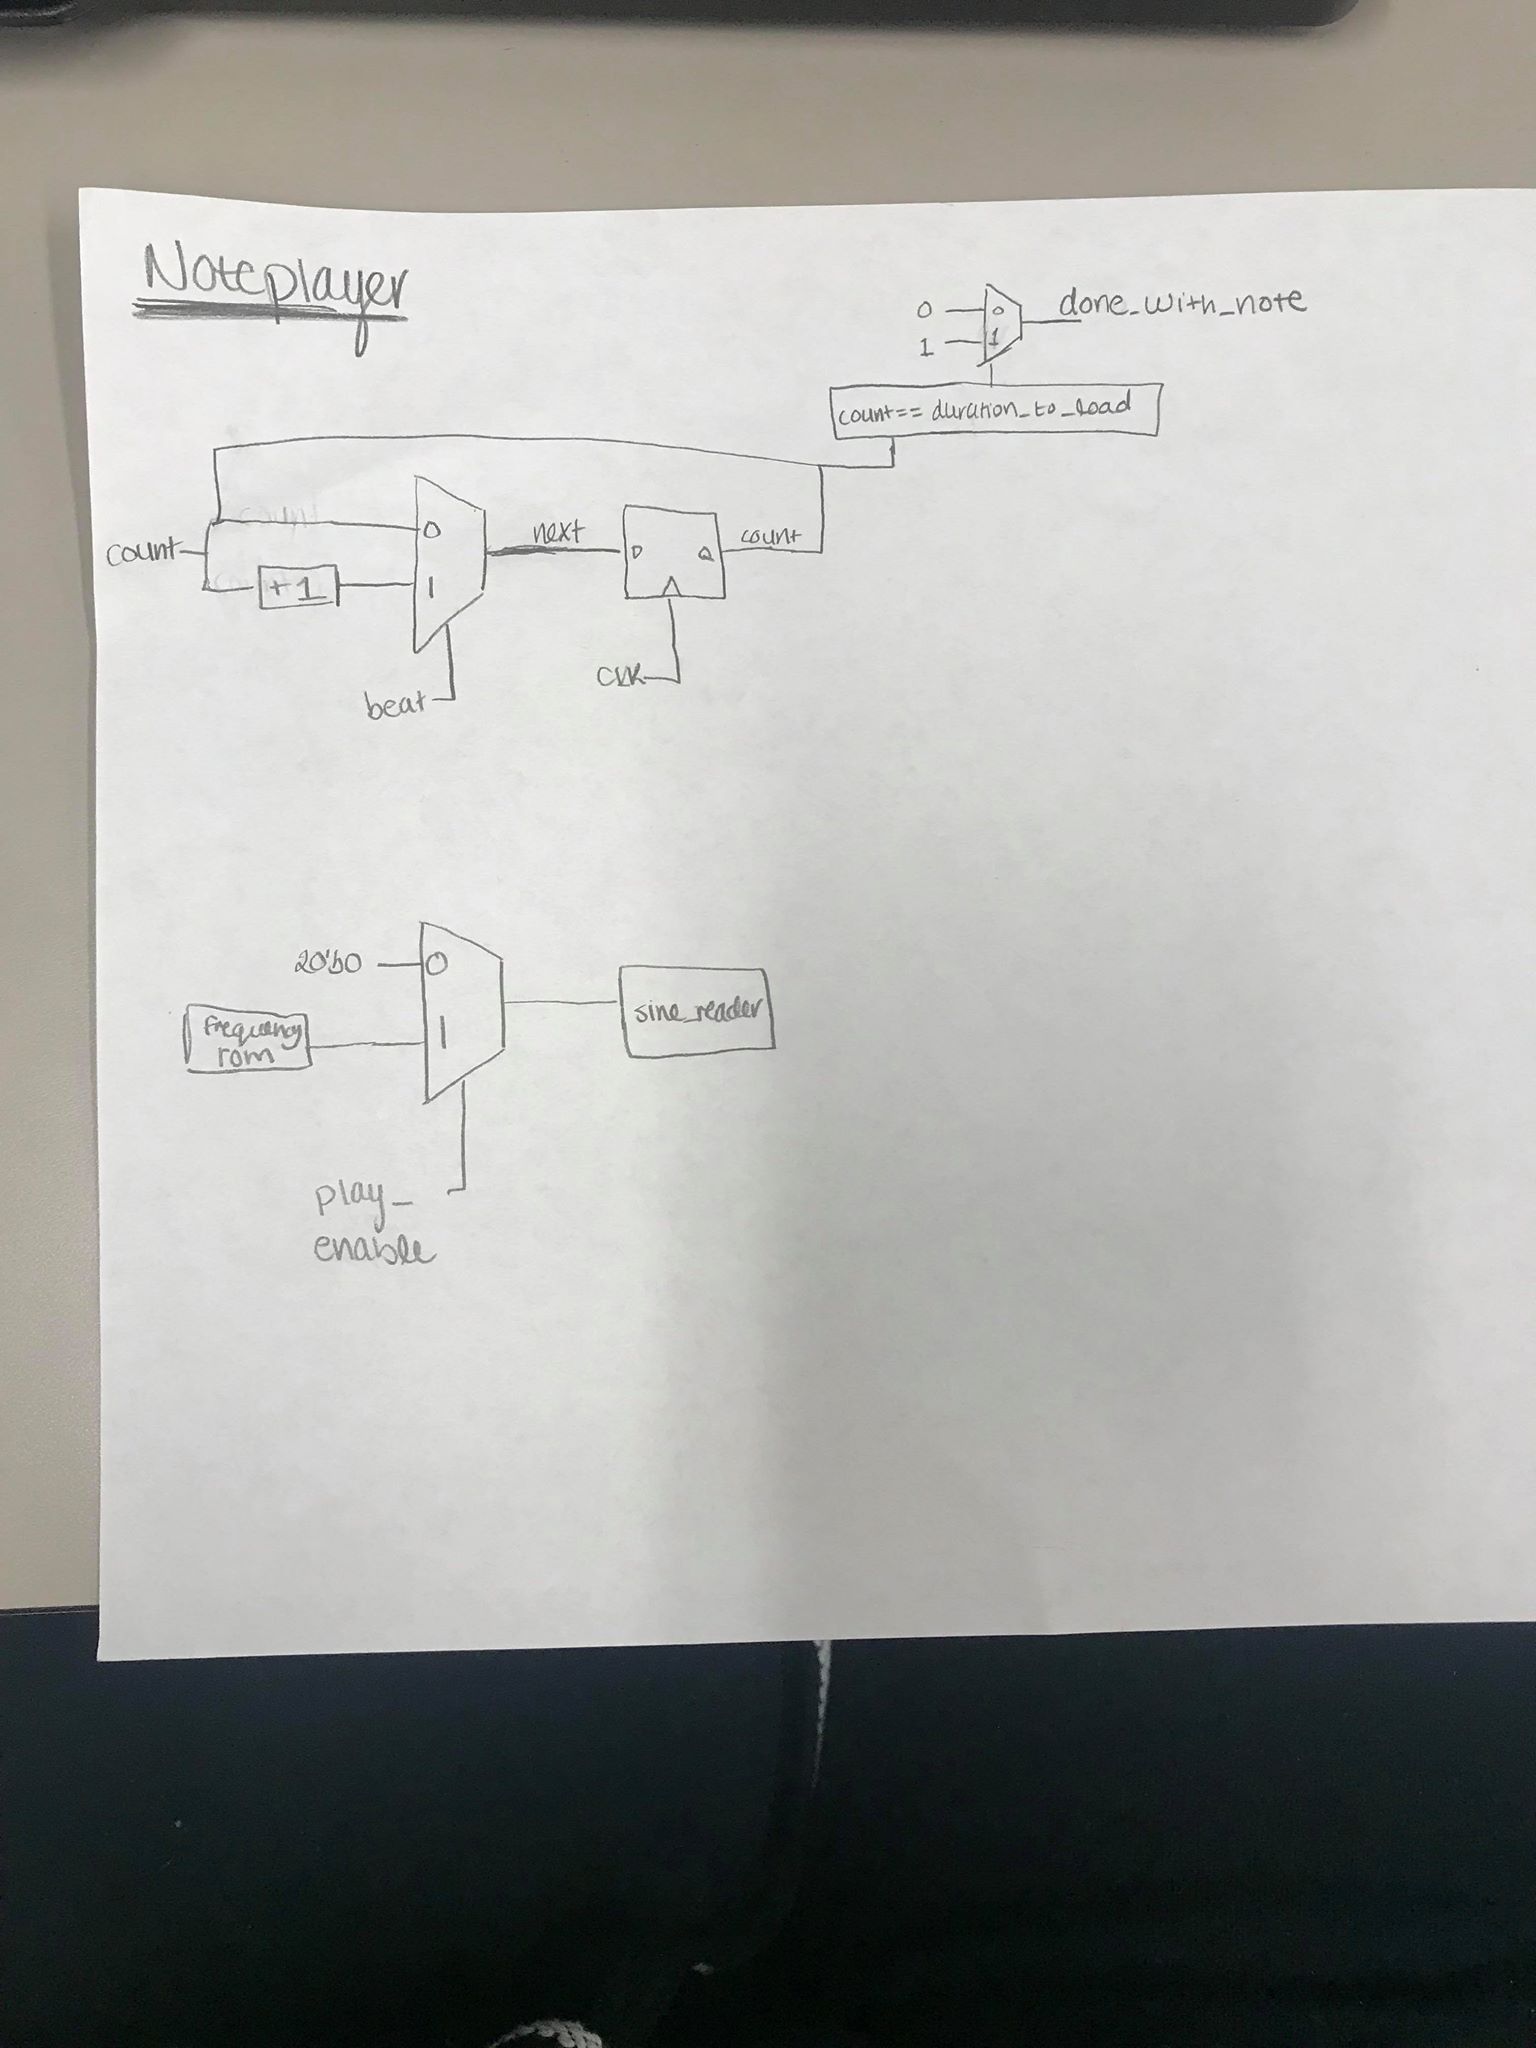 Noteplayer
0
0
done_with_note
1
1
count== duration_to_load
count
0
+1
1
next
D
Q
count
beat
CLK
20'b0
0
frequency
rom
1
sine_reader
play_
enable